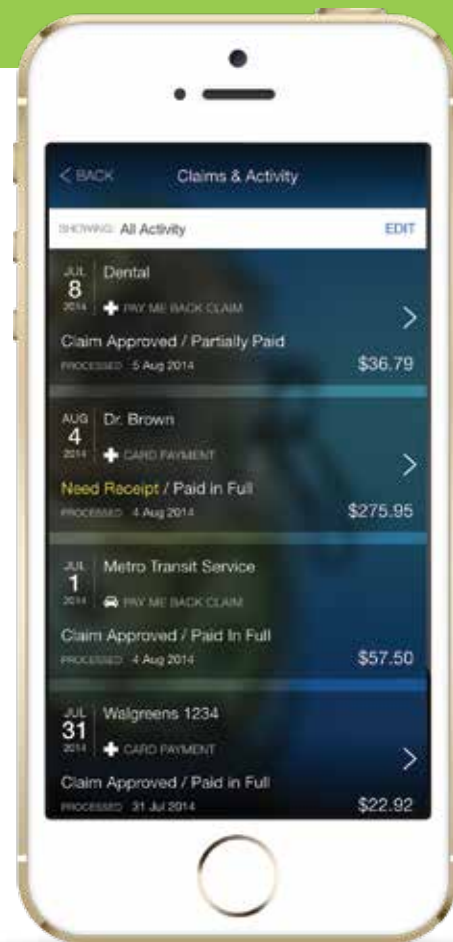 < BACK Claims & Activity
SHOWING: All Activity EDIT
JUL
8
2014
Dental
PAY ME BACK CLAIM
Claim Approved / Partially Paid
PROCESSED 5 Aug 2014 $36.79
AUG
4
2014
Dr. Brown
CARD PAYMENT
Need Receipt / Paid in Full
PROCESSED 4 Aug 2014 $275.95
JUL
1
2014
Metro Transit Service
PAY ME BACK CLAIM
Claim Approved / Paid In Full
PROCESSED 4 Aug 2014 $57.50
JUL
31
2014
Walgreens 1234
CARD PAYMENT
Claim Approved / Paid in Full
PROCESSED 31 Jul 2014 $22.92